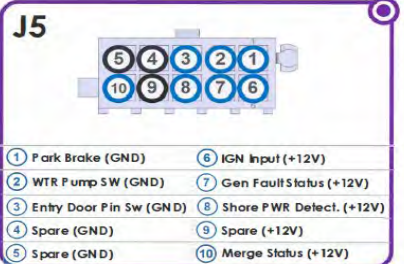 J5
5 4 3 2 1
10 9 8 7 6
1 Park Brake (GND)
2 WTR Pump SW (GND)
3 Entry Door Pin Sw (GND)
4 Spare (GND)
5 Spare (GND)
6 IGN Input (+12V)
7 Gen Fault Status (+12V)
8 Shore PWR Detect. (+12V)
9 Spare (+12V)
10 Merge Status (+12V)